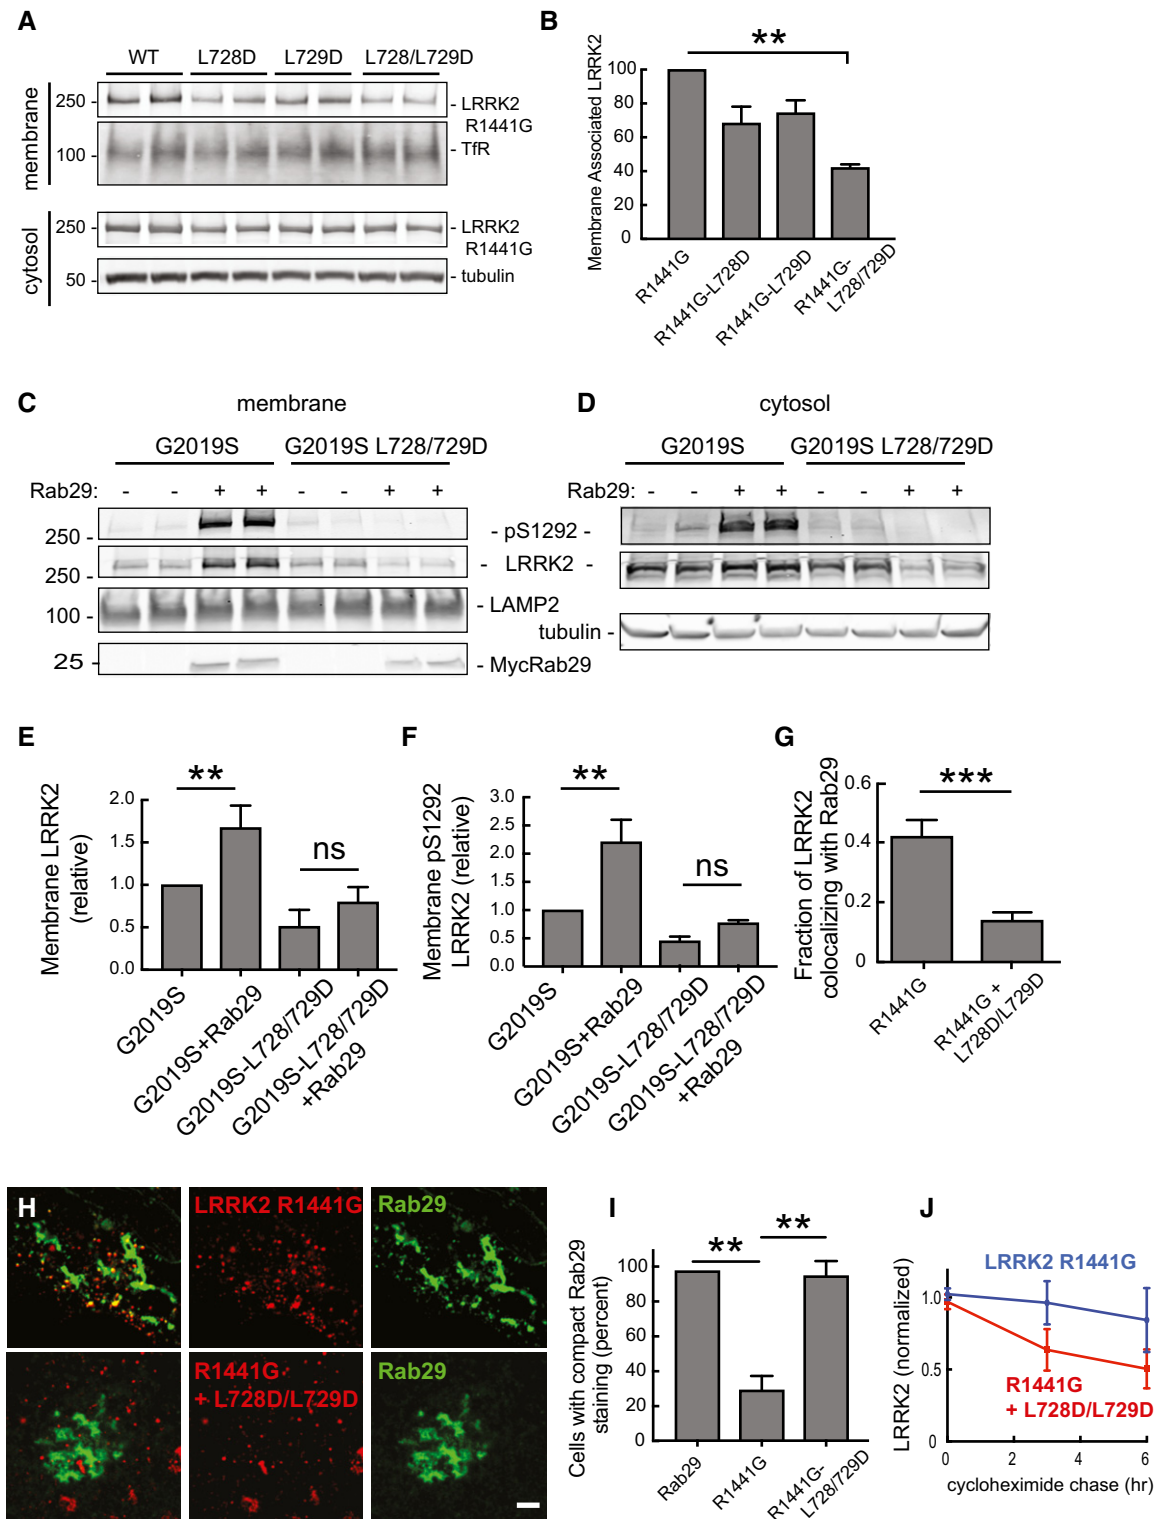 A
WT L728D L729D L728/L729D
membrane
250 - - LRRK2
R1441G
100 - - TfR
cytosol
250 - - LRRK2
R1441G
50 - - tubulin
B
**
Membrane Associated LRRK2
100
80
60
40
20
0
R1441G
R1441G-L728D
R1441G-L729D
R1441G-
L728/729D
C membrane
G2019S G2019S L728/729D
Rab29: - - + + - - + +
250 -
250 -
100 - - LAMP2
25 - MycRab29
D cytosol
G2019S G2019S L728/729D
Rab29: - - + + - - + +
- pS1292 -
- LRRK2 -
tubulin -
E
**
ns
Membrane LRRK2
(relative)
2.0
1.5
1.0
0.5
0.0
G2019S
G2019S+Rab29
G2019S-L728/729D
G2019S-L728/729D
+Rab29
F
**
ns
Membrane pS1292
LRRK2 (relative)
3.0
2.5
2.0
1.5
1.0
0.5
0.0
G2019S
G2019S+Rab29
G2019S-L728/729D
G2019S-L728/729D
+Rab29
G
***
Fraction of LRRK2
colocalizing with Rab29
0.6
0.4
0.2
0
R1441G
R1441G +
L728D/L729D
H
LRRK2 R1441G
Rab29
R1441G
+ L728D/L729D
Rab29
I
**
**
Cells with compact Rab29
staining (percent)
100
80
60
40
20
0
Rab29
R1441G
R1441G-
L728/729D
J
LRRK2 R1441G
LRRK2 (normalized)
1.0
0.5
0
R1441G
+ L728D/L729D
0 2 4 6
cycloheximide chase (hr)